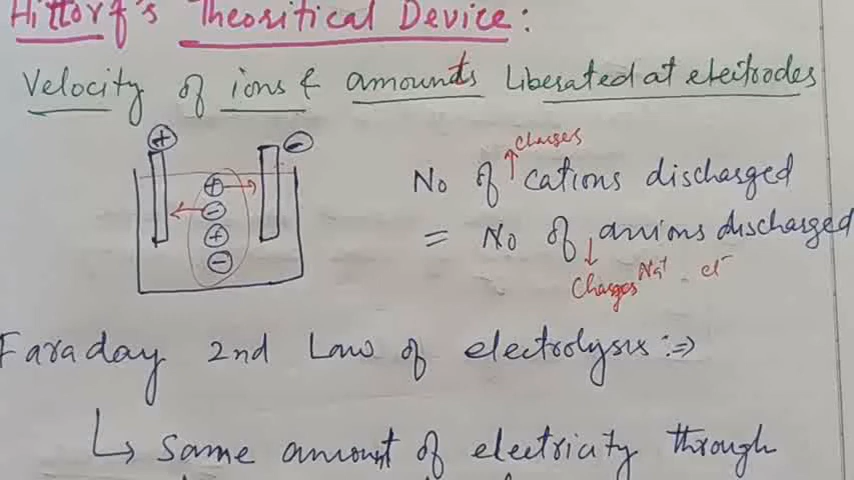 Hittorf's Theoritical Device:
Velocity of ions & amounts Liberated at electrodes
+ -
charges
No of cations discharged
= No of anions discharged
Charges Na+ - cl-
+
-
+
-
Faraday 2nd Law of electrolysis :⇒
↳ same amount of electricity through